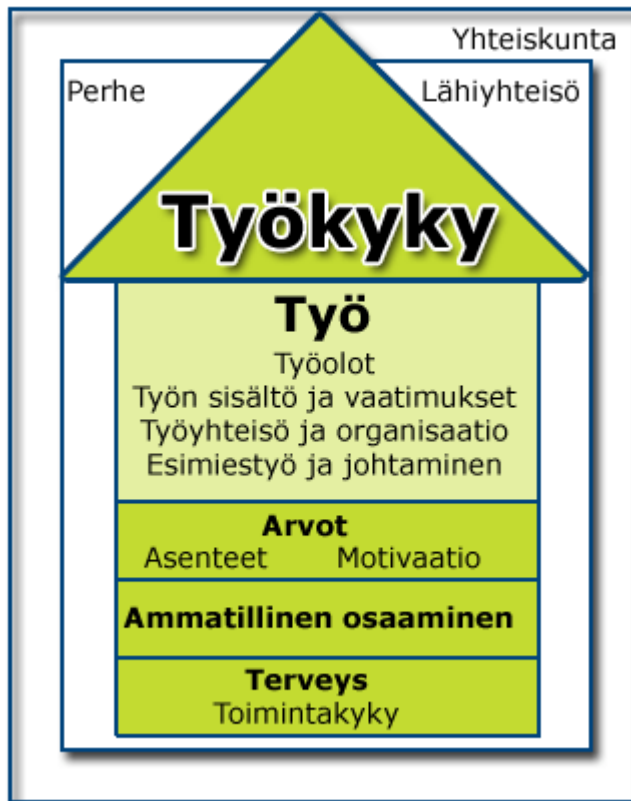 Yhteiskunta
Perhe
Lähiyhteisö
Työkyky
Työ
Työolot
Työn sisältö ja vaatimukset
Työyhteisö ja organisaatio
Esimiestyö ja johtaminen
Arvot
Asenteet Motivaatio
Ammatillinen osaaminen
Terveys
Toimintakyky